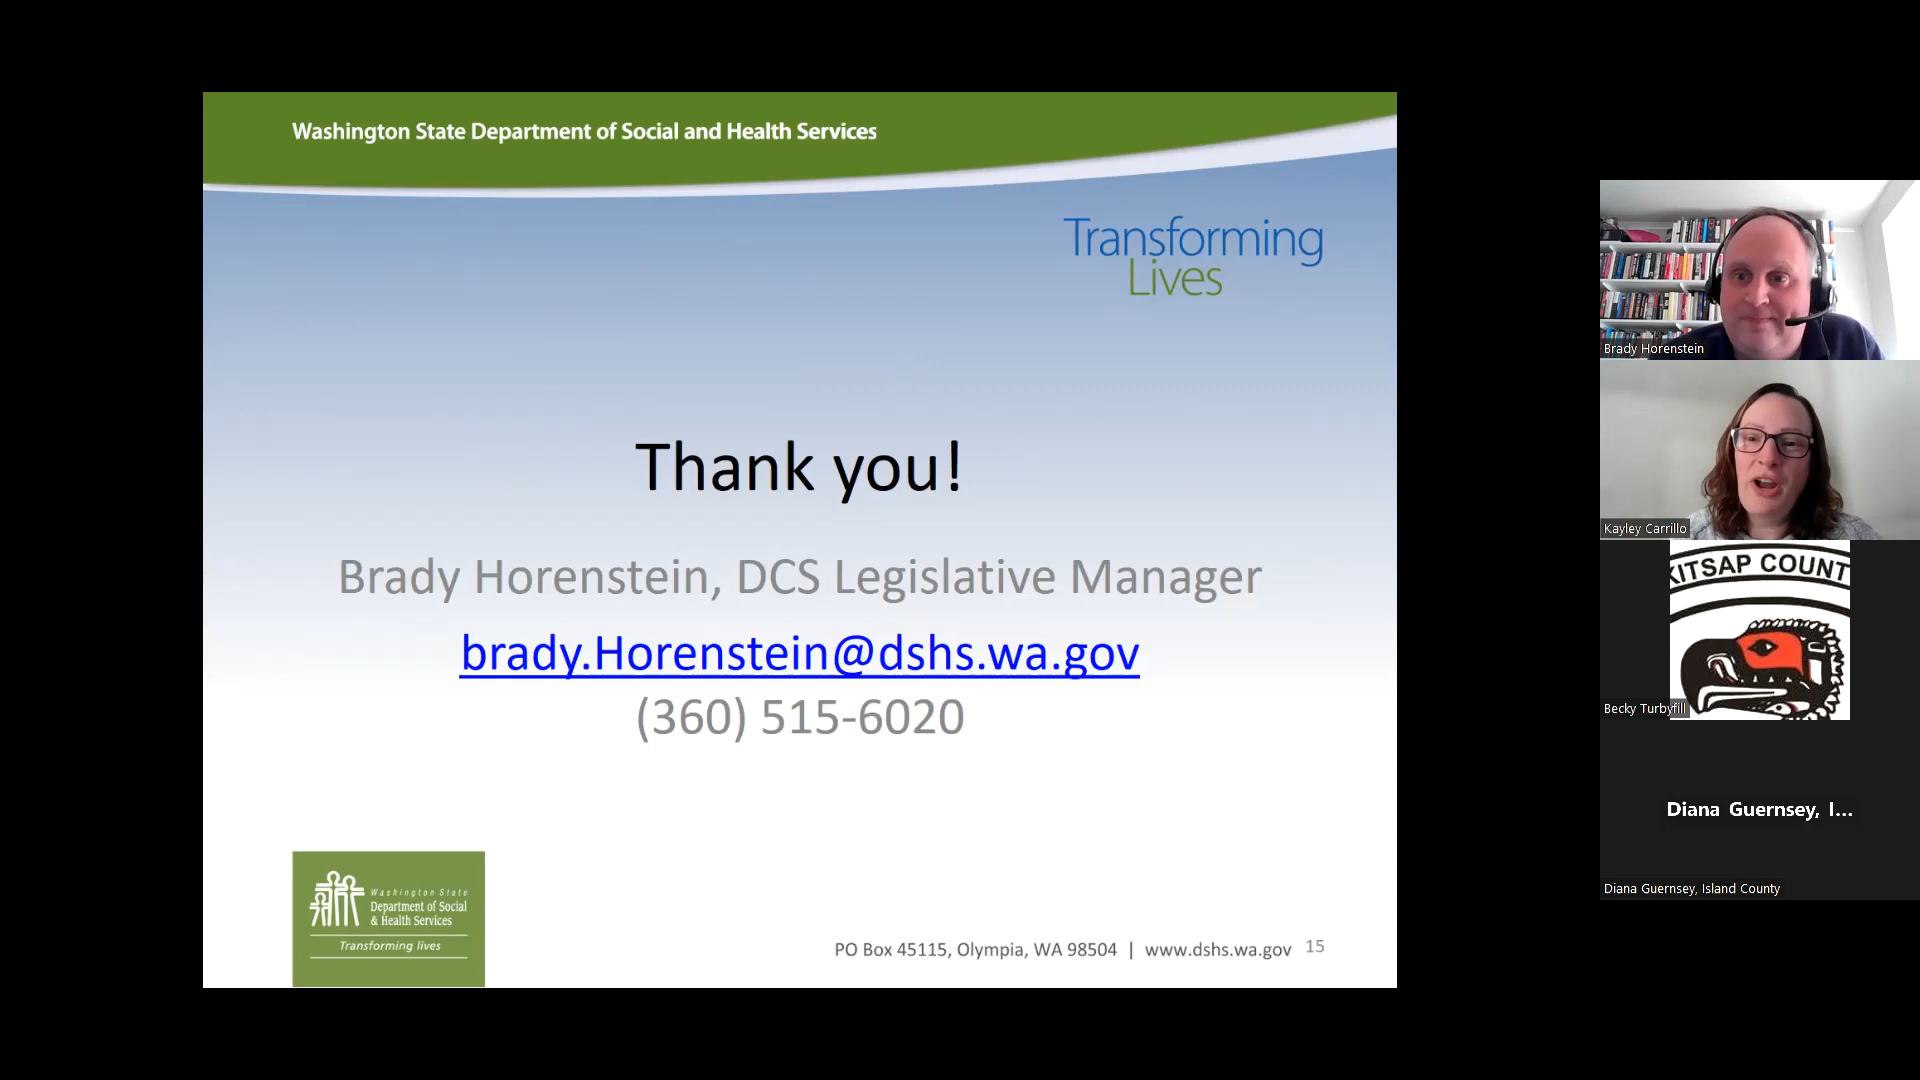 Washington State Department of Social and Health Services
Transforming
Lives
Thank you!
Brady Horenstein, DCS Legislative Manager
brady.Horenstein@dshs.wa.gov
(360) 515-6020
Washington State
Department of Social
& Health Services
Transforming lives
PO Box 45115, Olympia, WA 98504 | www.dshs.wa.gov 15
Brady Horenstein
Kayley Carrillo
KITSAP COUNT
Becky Turbyfill
Diana Guernsey, I...
Diana Guernsey, Island County